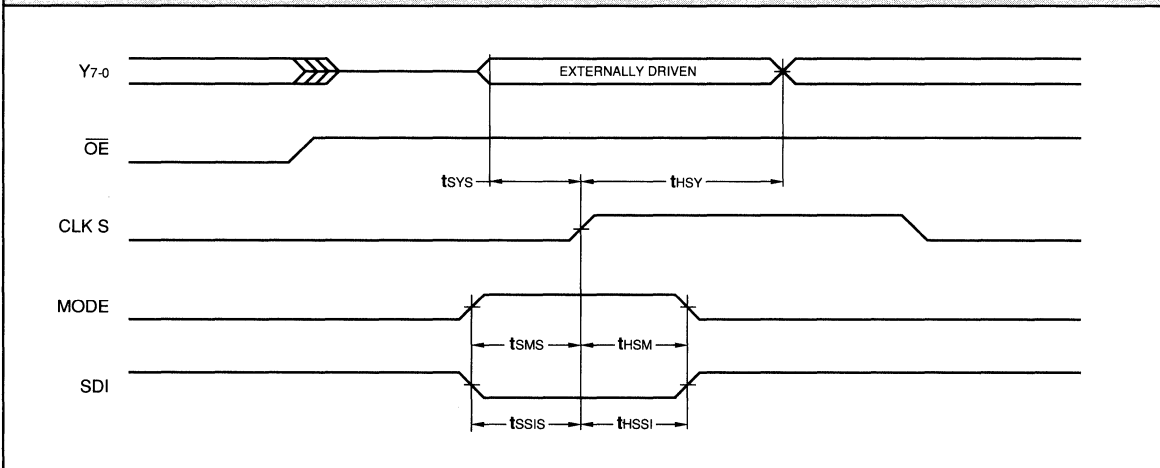 Y7-0
EXTERNALLY DRIVEN
OE
tSYS
tHSY
CLK S
MODE
tSMS
tHSM
SDI
tSSIS
tHSSI